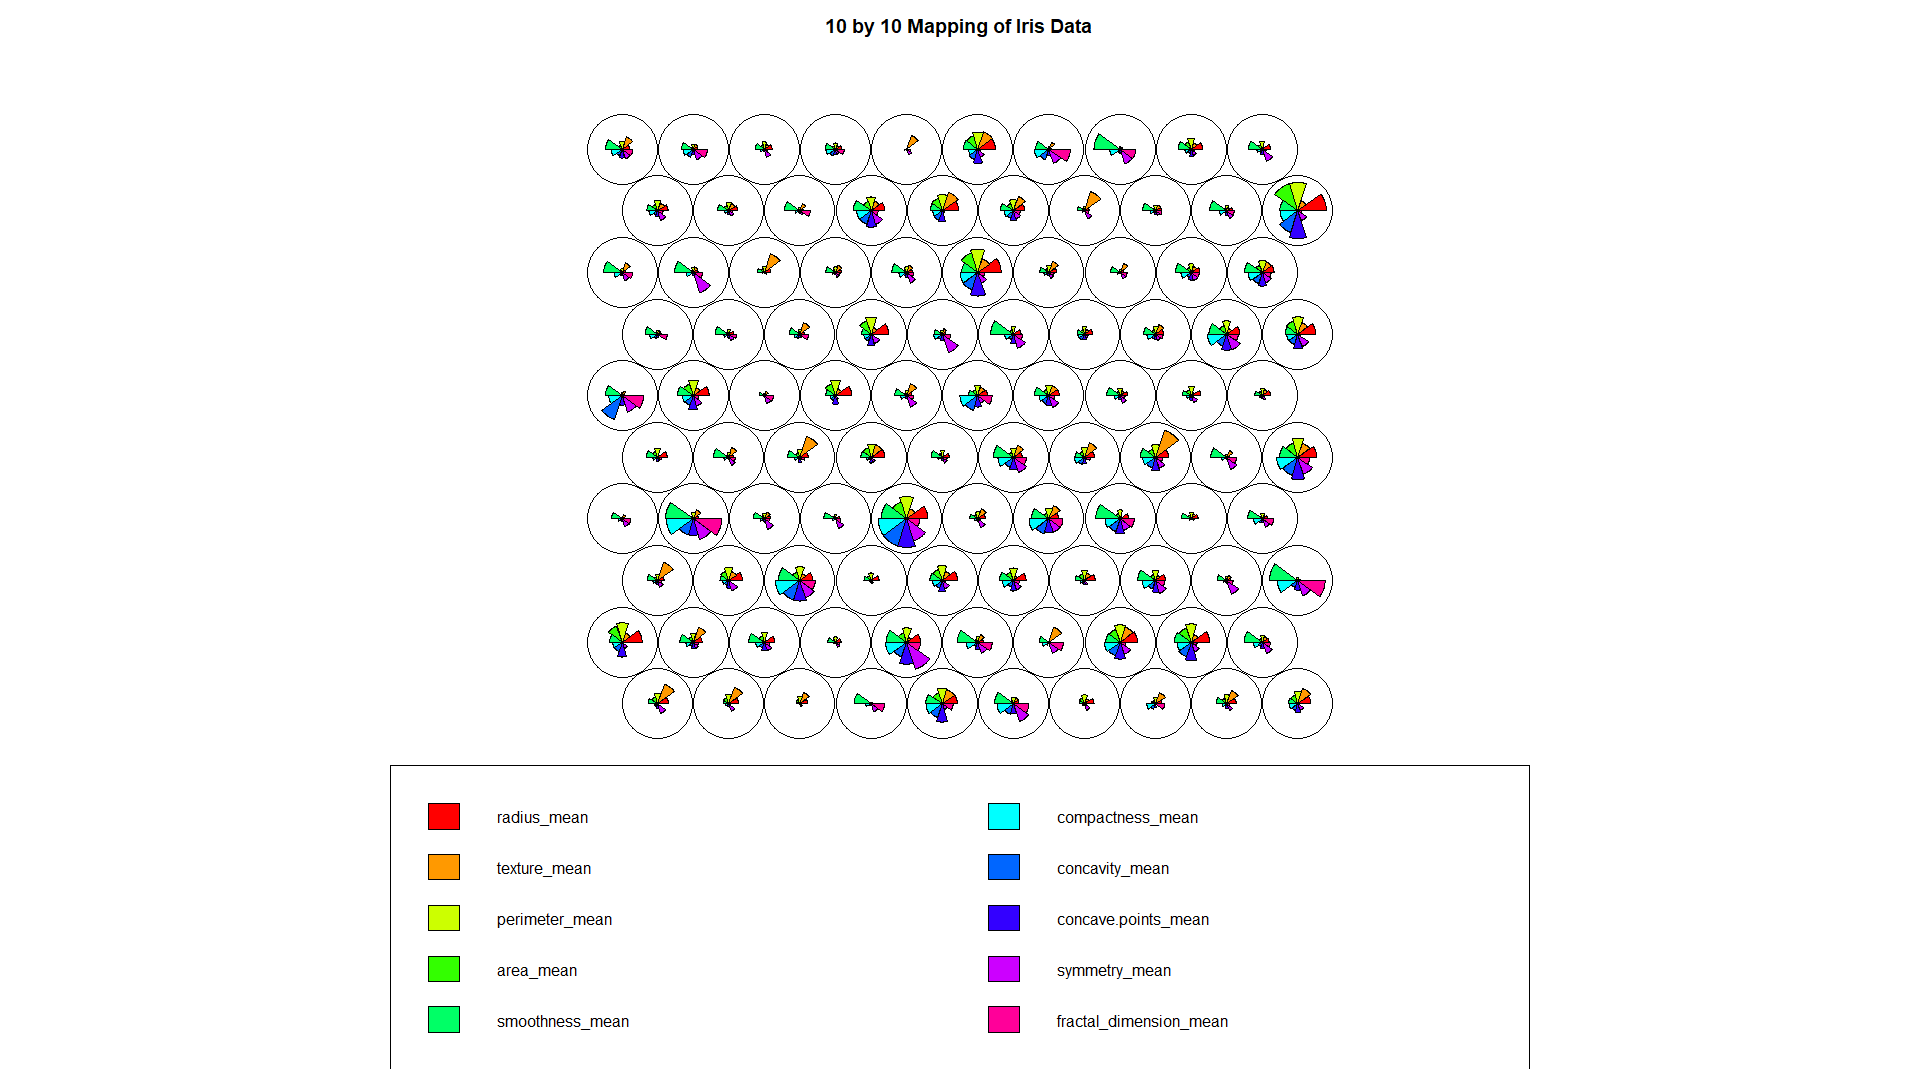 10 by 10 Mapping of Iris Data
radius_mean
texture_mean
perimeter_mean
area_mean
smoothness_mean
compactness_mean
concavity_mean
concave.points_mean
symmetry_mean
fractal_dimension_mean